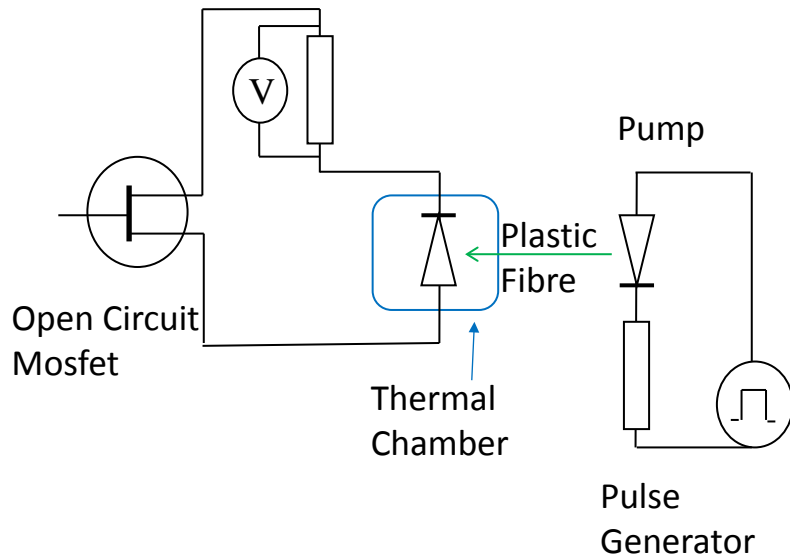 V
Pump
Plastic
Fibre
Open Circuit
Mosfet
Thermal
Chamber
Pulse
Generator